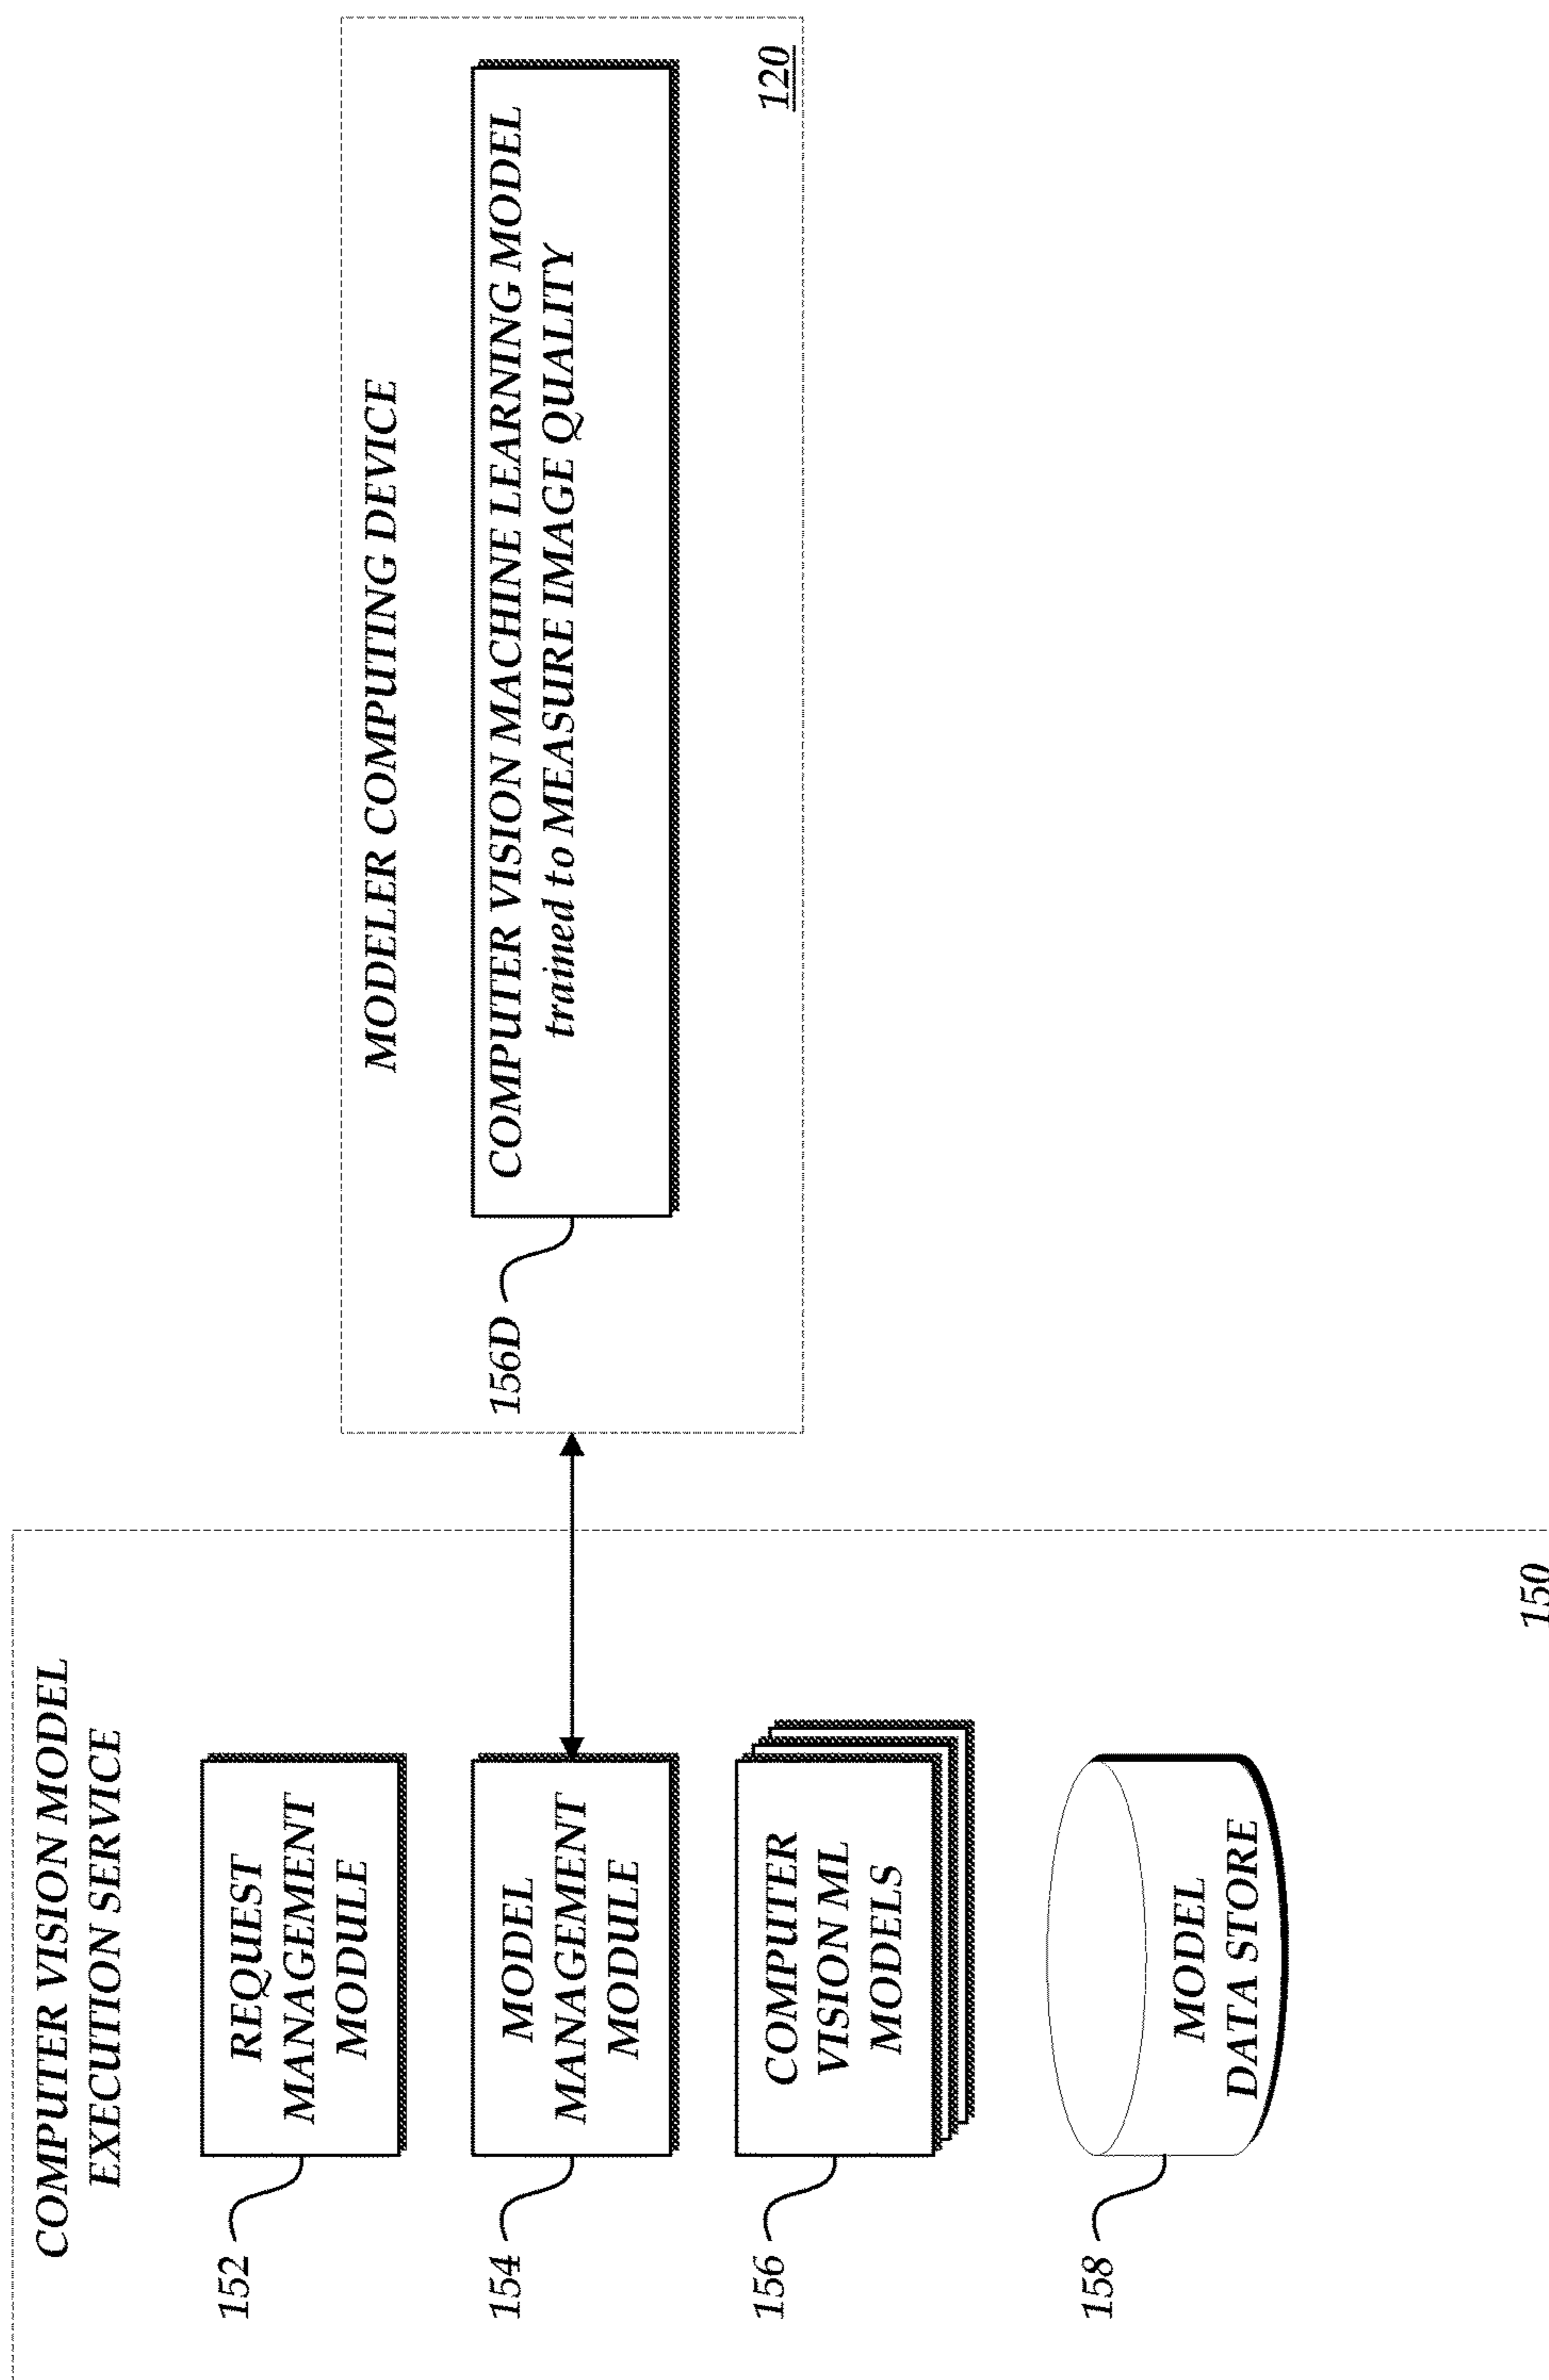 COMPUTER VISION MODEL
EXECUTION SERVICE
152
REQUEST
MANAGEMENT
MODULE
154
MODEL
MANAGEMENT
MODULE
156
COMPUTER
VISION ML
MODELS
158
MODEL
DATA STORE
150
MODELER COMPUTING DEVICE
156D
COMPUTER VISION MACHINE LEARNING MODEL
trained to MEASURE IMAGE QUALITY
120